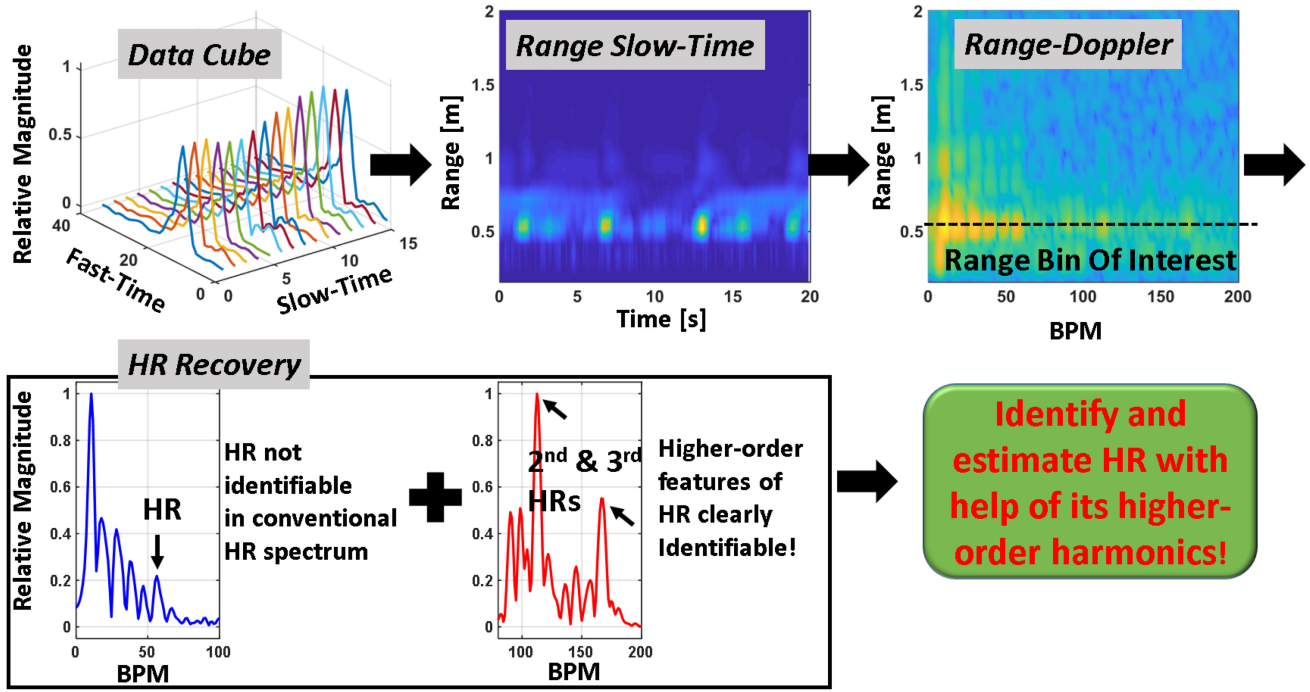 Data Cube
Relative Magnitude
1
0.5
0
40
20
0
Fast-Time
0
5
10
15
Slow-Time
Range Slow-Time
Range [m]
2
1.5
1
0.5
0
5
10
15
20
Time [s]
Range-Doppler
Range [m]
2
1.5
1
0.5
Range Bin Of Interest
0
50
100
150
200
BPM
HR Recovery
Relative Magnitude
1
0.8
0.6
0.4
0.2
0
HR
0
50
100
BPM
HR not
identifiable
in conventional
HR spectrum
1
0.8
0.6
0.4
0.2
0
2nd & 3rd
HRs
100
150
200
BPM
Higher-order
features of
HR clearly
Identifiable!
Identify and
estimate HR with
help of its higher-
order harmonics!